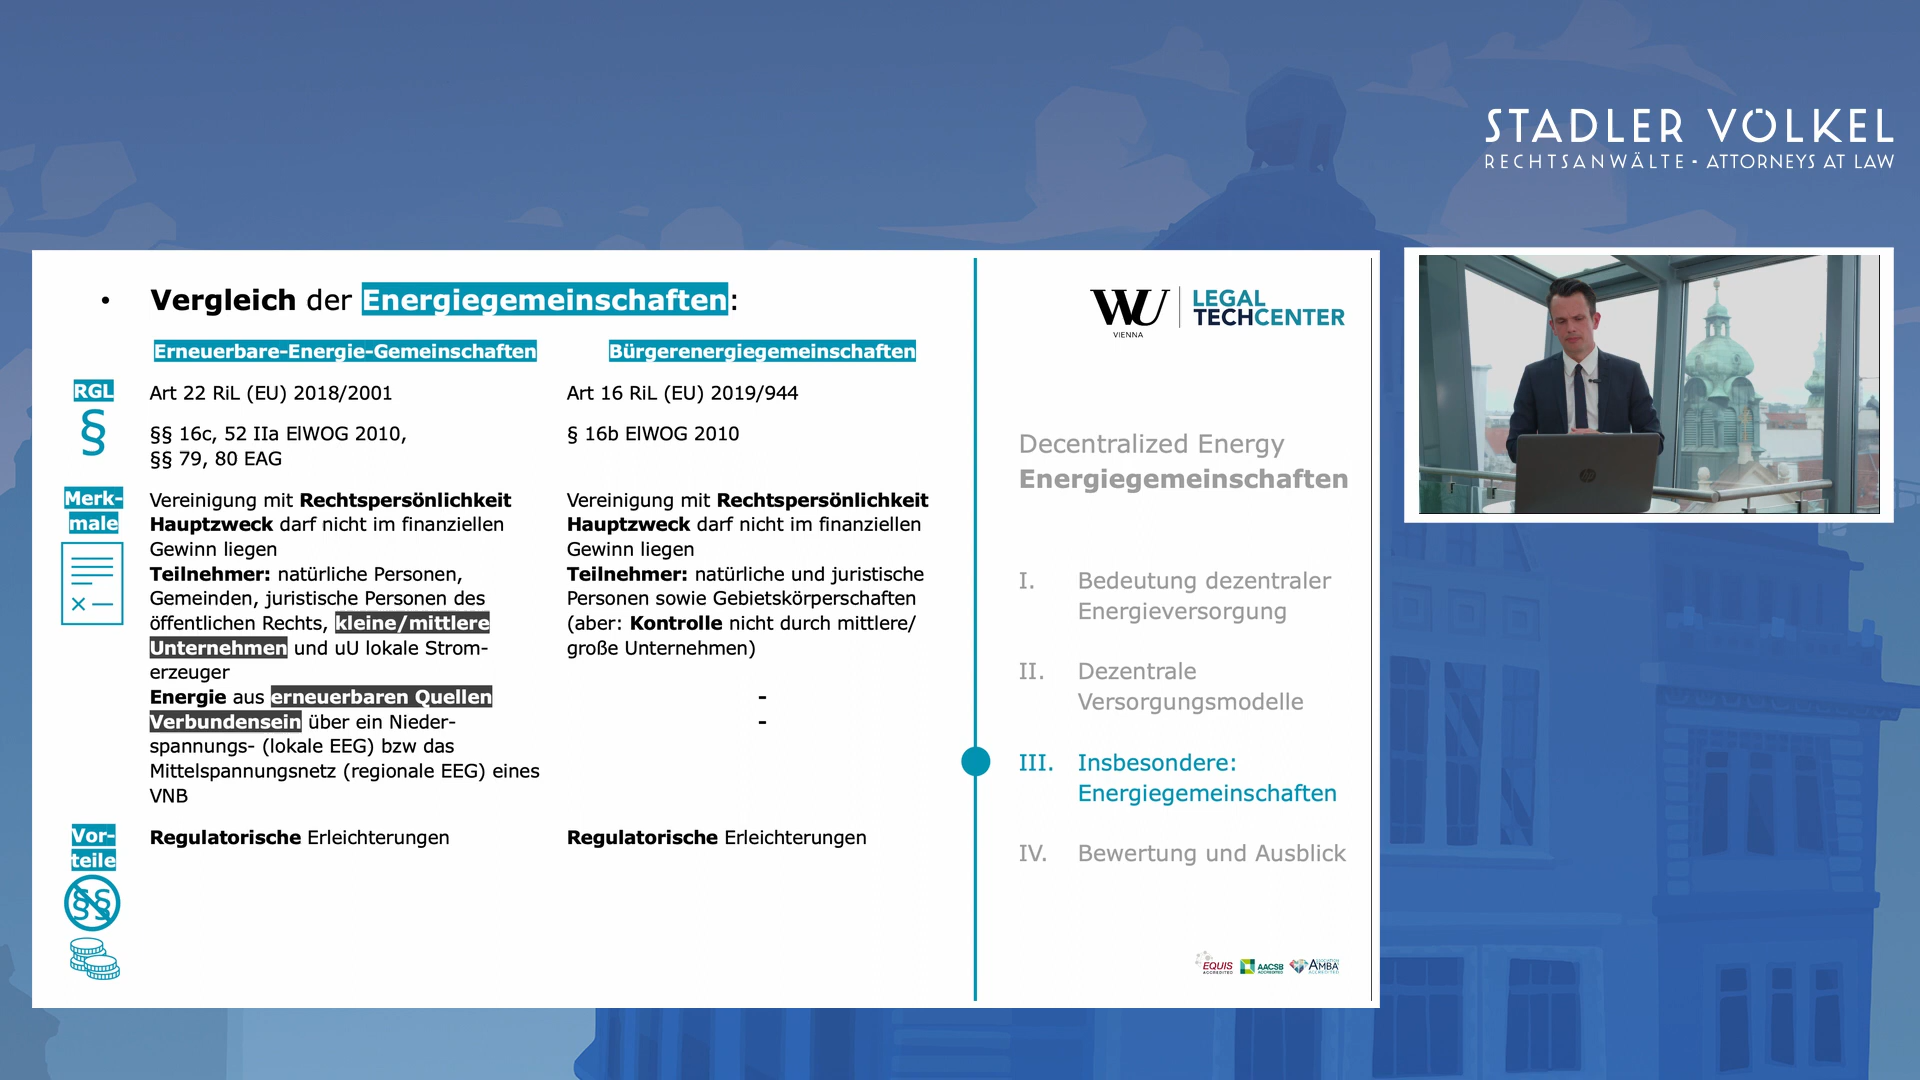 STADLER VÖLKEL
RECHTSANWÄLTE - ATTORNEYS AT LAW
• Vergleich der Energiegemeinschaften:
Erneuerbare-Energie-Gemeinschaften
Bürgerenergiegemeinschaften
RGL
§
Art 22 RiL (EU) 2018/2001
Art 16 RiL (EU) 2019/944
§§ 16c, 52 IIa ElWOG 2010,
§§ 79, 80 EAG
§ 16b ElWOG 2010
Merk-
male
Vereinigung mit Rechtspersönlichkeit
Hauptzweck darf nicht im finanziellen
Gewinn liegen
Teilnehmer: natürliche Personen,
Gemeinden, juristische Personen des
öffentlichen Rechts, kleine/mittlere
Unternehmen und uU lokale Strom-
erzeuger
Energie aus erneuerbaren Quellen
Verbundensein über ein Nieder-
spannungs- (lokale EEG) bzw das
Mittelspannungsnetz (regionale EEG) eines
VNB
Vereinigung mit Rechtspersönlichkeit
Hauptzweck darf nicht im finanziellen
Gewinn liegen
Teilnehmer: natürliche und juristische
Personen sowie Gebietskörperschaften
(aber: Kontrolle nicht durch mittlere/
große Unternehmen)
-
-
Vor-
teile
§§
Regulatorische Erleichterungen
Regulatorische Erleichterungen
WU
VIENNA
LEGAL
TECHCENTER
Decentralized Energy
Energiegemeinschaften
I. Bedeutung dezentraler
Energieversorgung
II. Dezentrale
Versorgungsmodelle
III. Insbesondere:
Energiegemeinschaften
IV. Bewertung und Ausblick
EQUIS
ACCREDITED
AACSB
ACCREDITED
ASSOCIATION
AMBA
ACCREDITED
hp